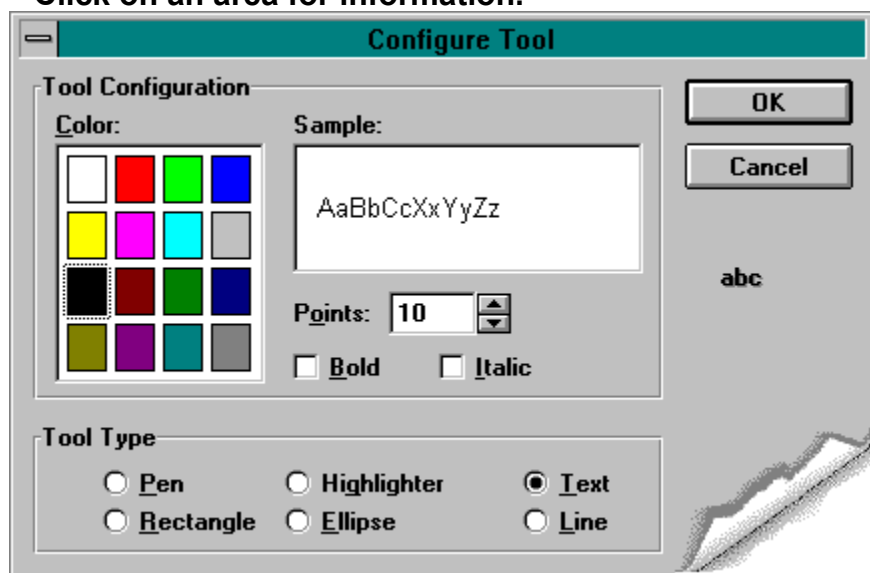 Click on an area for information.
Configure Tool
Tool Configuration
Color:
Sample:
AaBbCcXxYyZz
Points: 10
Bold Italic
OK
Cancel
abc
Tool Type
Pen Highlighter Text
Rectangle Ellipse Line